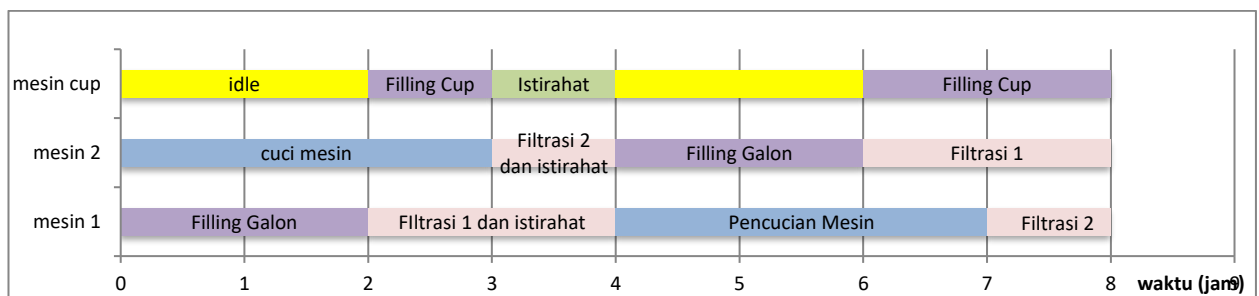 mesin cup idle Filling Cup Istirahat Filling Cup
mesin 2 cuci mesin Filtrasi 2 dan istirahat Filling Galon Filtrasi 1
mesin 1 Filling Galon FIltrasi 1 dan istirahat Pencucian Mesin Filtrasi 2
0 1 2 3 4 5 6 7 8 waktu (jam) 9